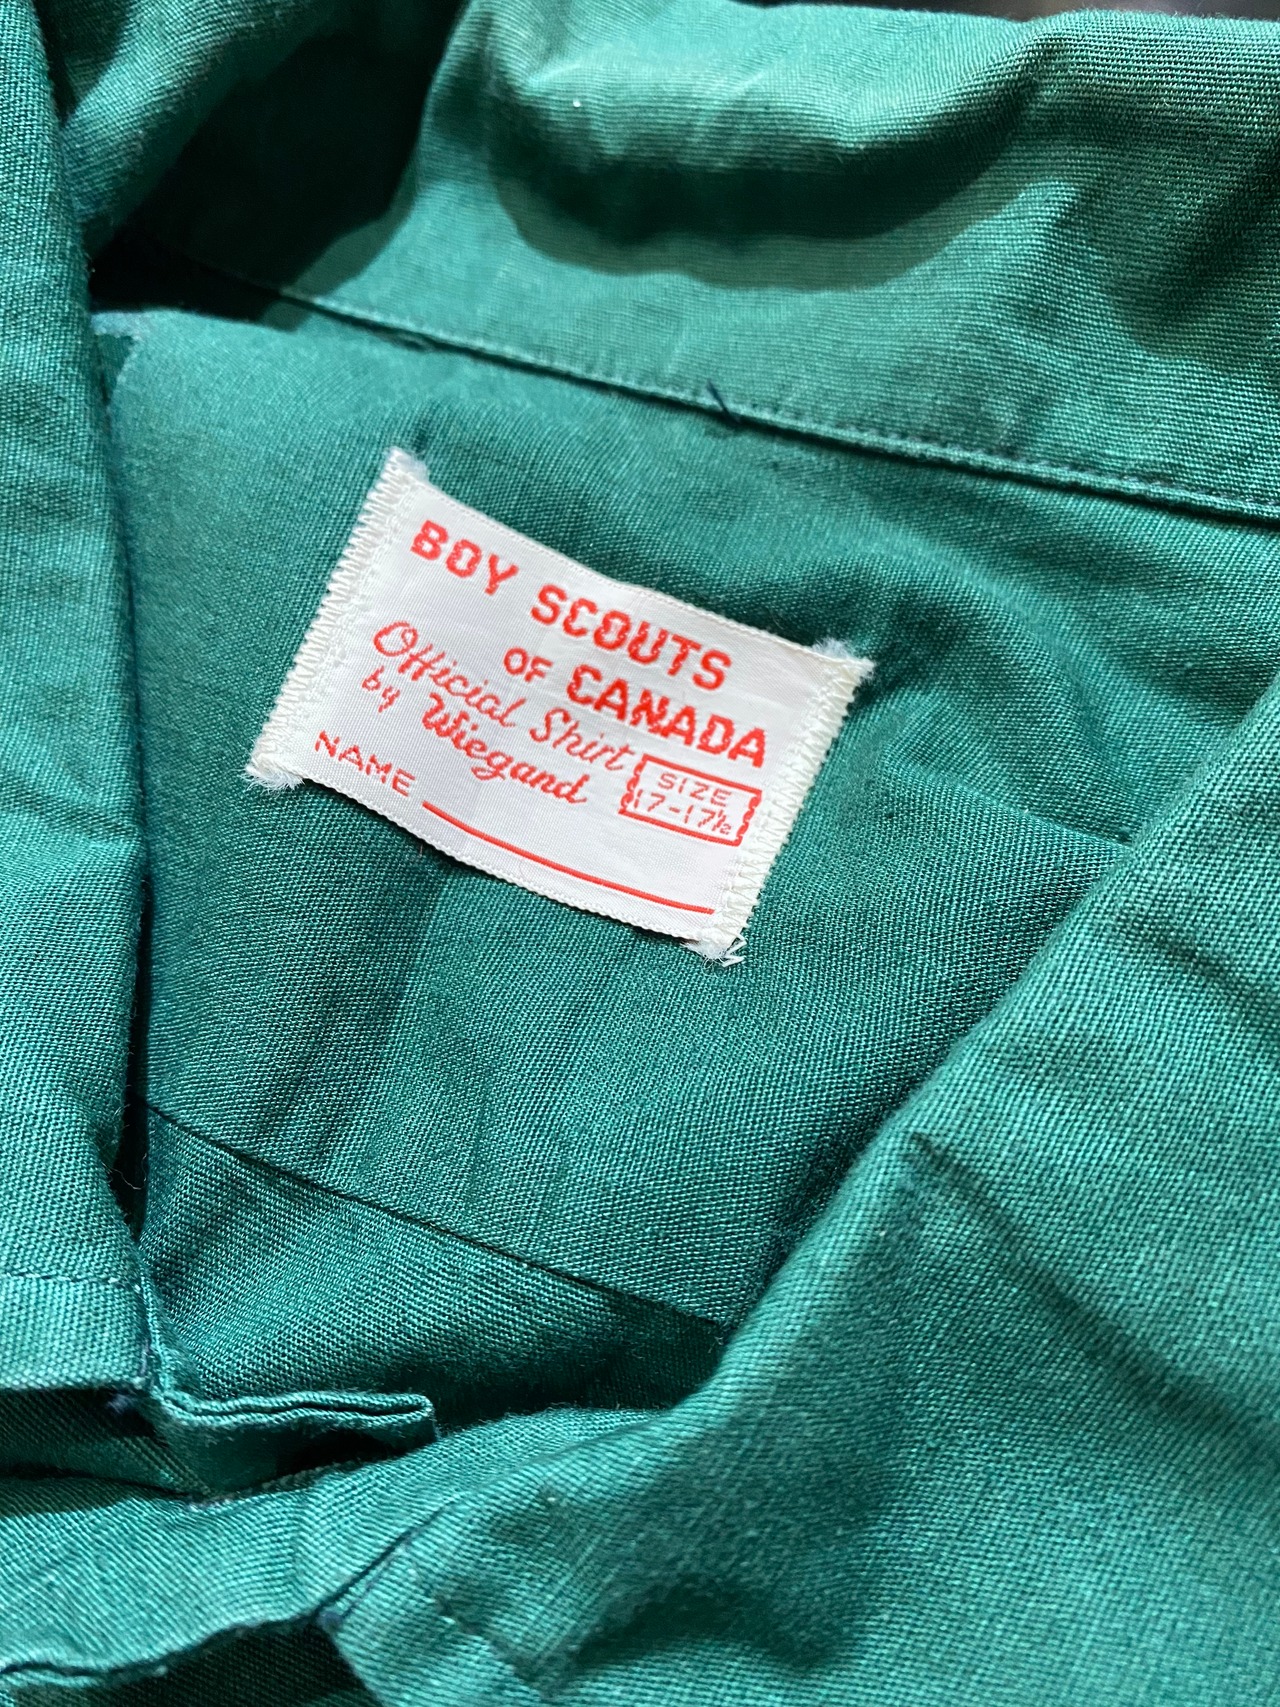 BOY SCOUTS
OF CANADA
Official Shirt
by Wiegand
SIZE
17-17½
NAME